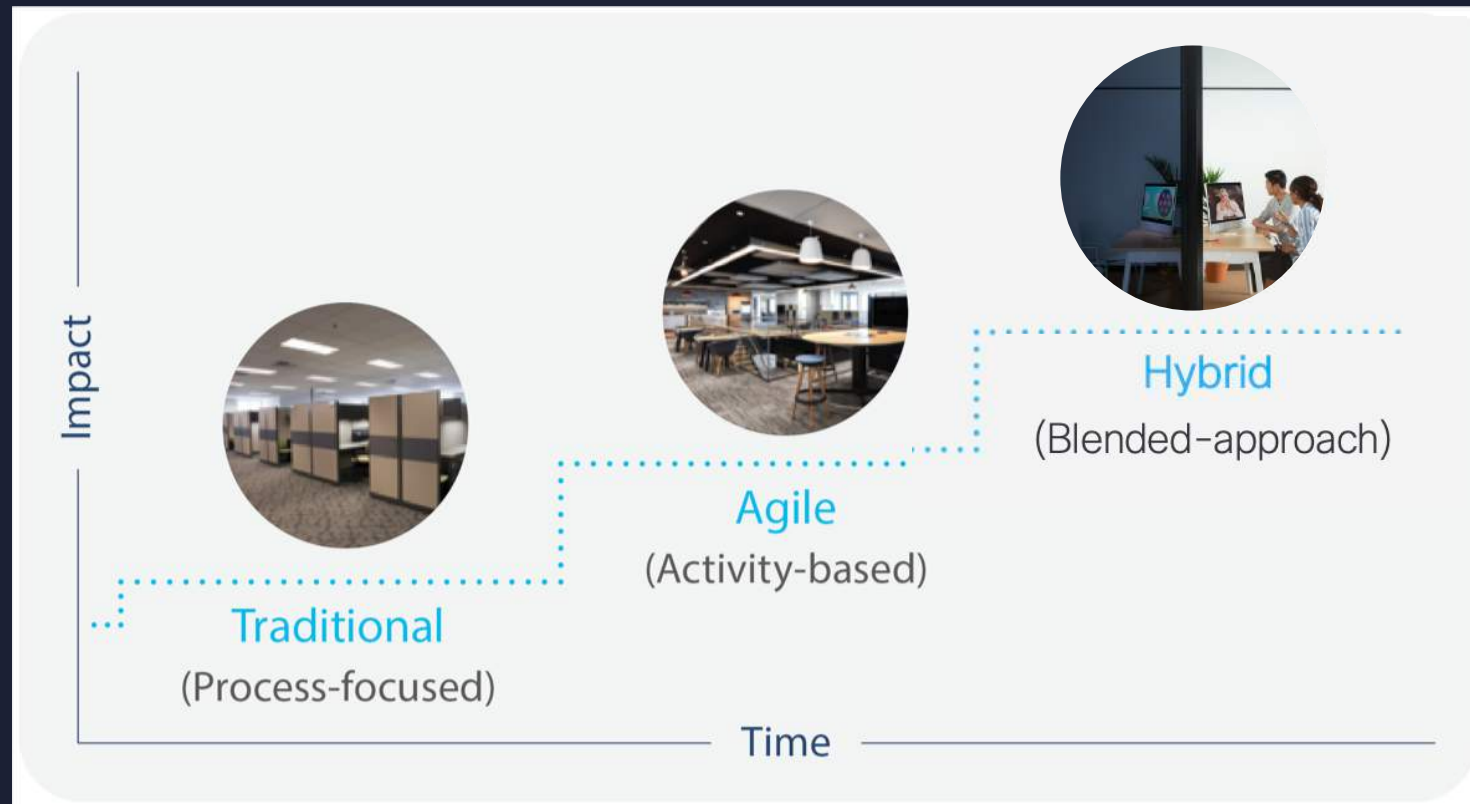 Impact
Hybrid
(Blended-approach)
Agile
(Activity-based)
Traditional
(Process-focused)
Time